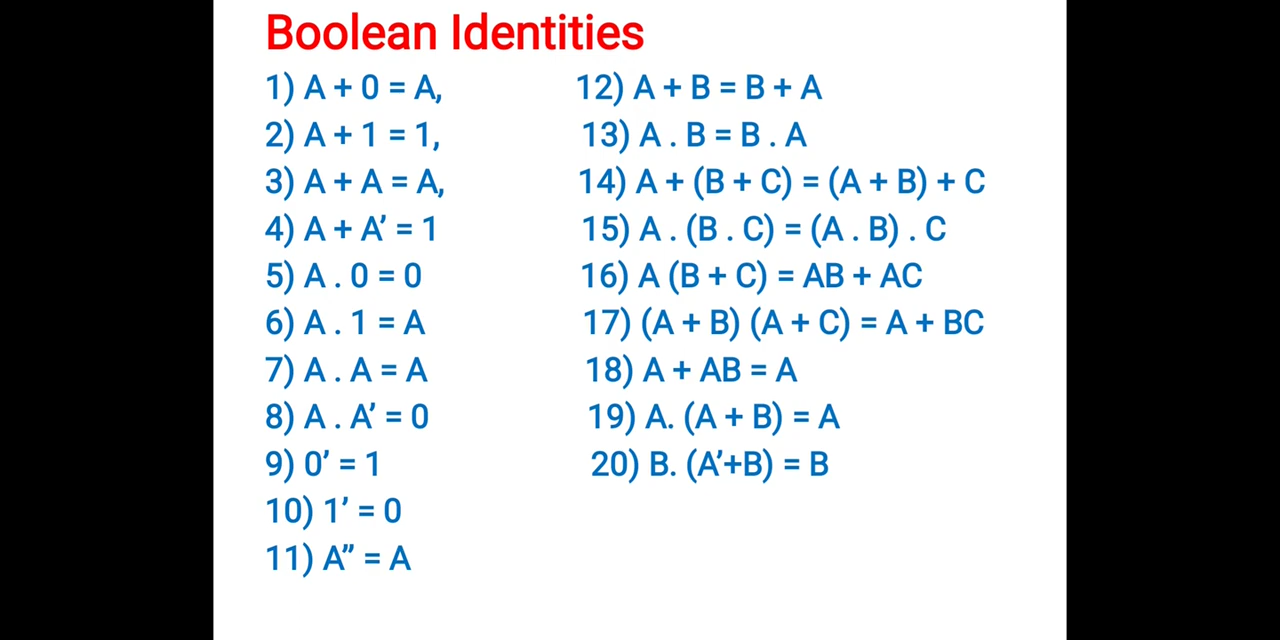 Boolean Identities
1) A + 0 = A,
2) A + 1 = 1,
3) A + A = A,
4) A + A’ = 1
5) A . 0 = 0
6) A . 1 = A
7) A . A = A
8) A . A’ = 0
9) 0’ = 1
10) 1’ = 0
11) A” = A
12) A + B = B + A
13) A . B = B . A
14) A + (B + C) = (A + B) + C
15) A . (B . C) = (A . B) . C
16) A (B + C) = AB + AC
17) (A + B) (A + C) = A + BC
18) A + AB = A
19) A. (A + B) = A
20) B. (A’+B) = B